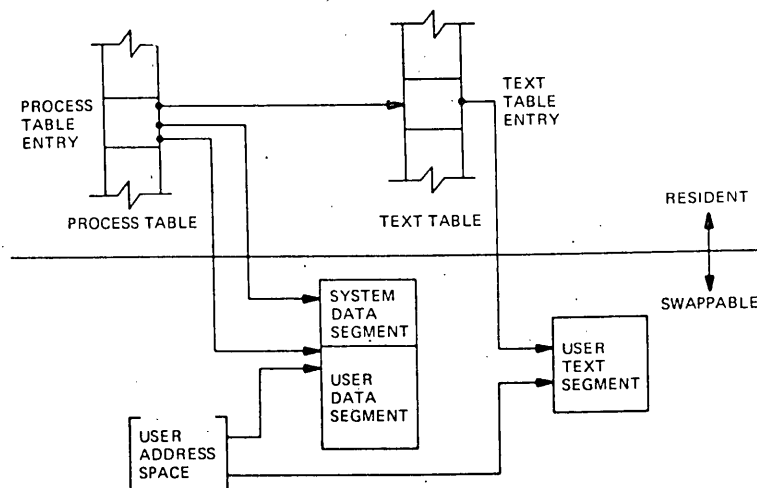 PROCESS
TABLE
ENTRY
TEXT
TABLE
ENTRY
PROCESS TABLE
TEXT TABLE
RESIDENT
SWAPPABLE
SYSTEM
DATA
SEGMENT
USER
DATA
SEGMENT
USER
TEXT
SEGMENT
USER
ADDRESS
SPACE